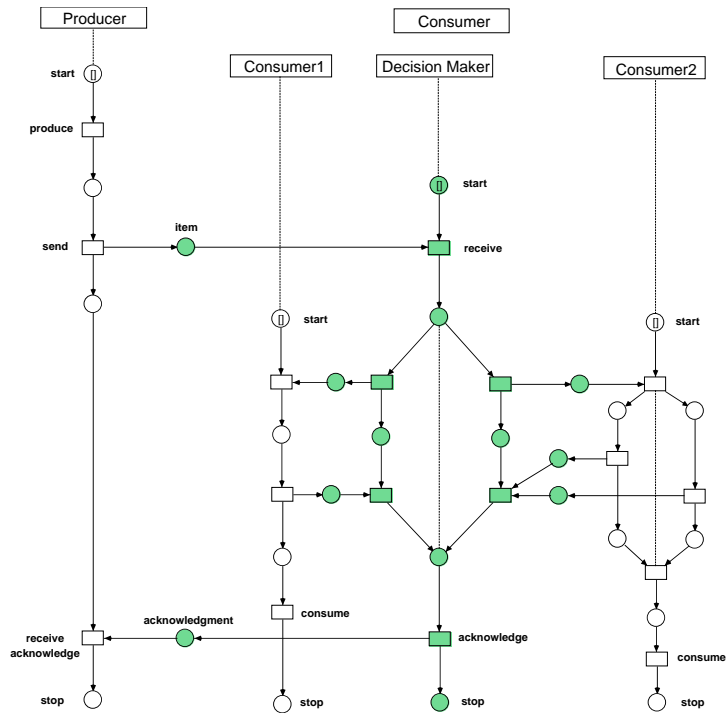 Producer
Consumer
Consumer1
Decision Maker
Consumer2
start
[]
produce
[]
start
item
send
receive
[]
start
[]
start
acknowledgment
consume
receive
acknowledge
acknowledge
consume
stop
stop
stop
stop